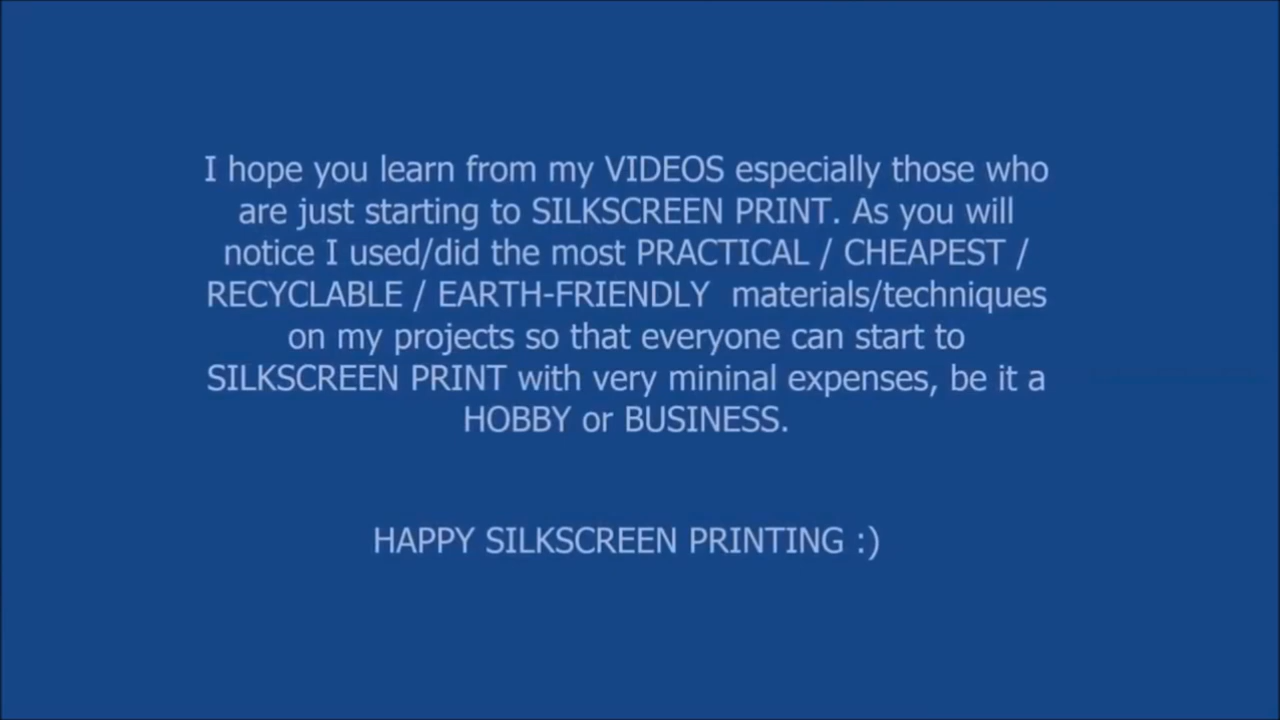 I hope you learn from my VIDEOS especially those who
are just starting to SILKSCREEN PRINT. As you will
notice I used/did the most PRACTICAL / CHEAPEST /
RECYCLABLE / EARTH-FRIENDLY  materials/techniques
on my projects so that everyone can start to
SILKSCREEN PRINT with very mininal expenses, be it a
HOBBY or BUSINESS.
HAPPY SILKSCREEN PRINTING :)